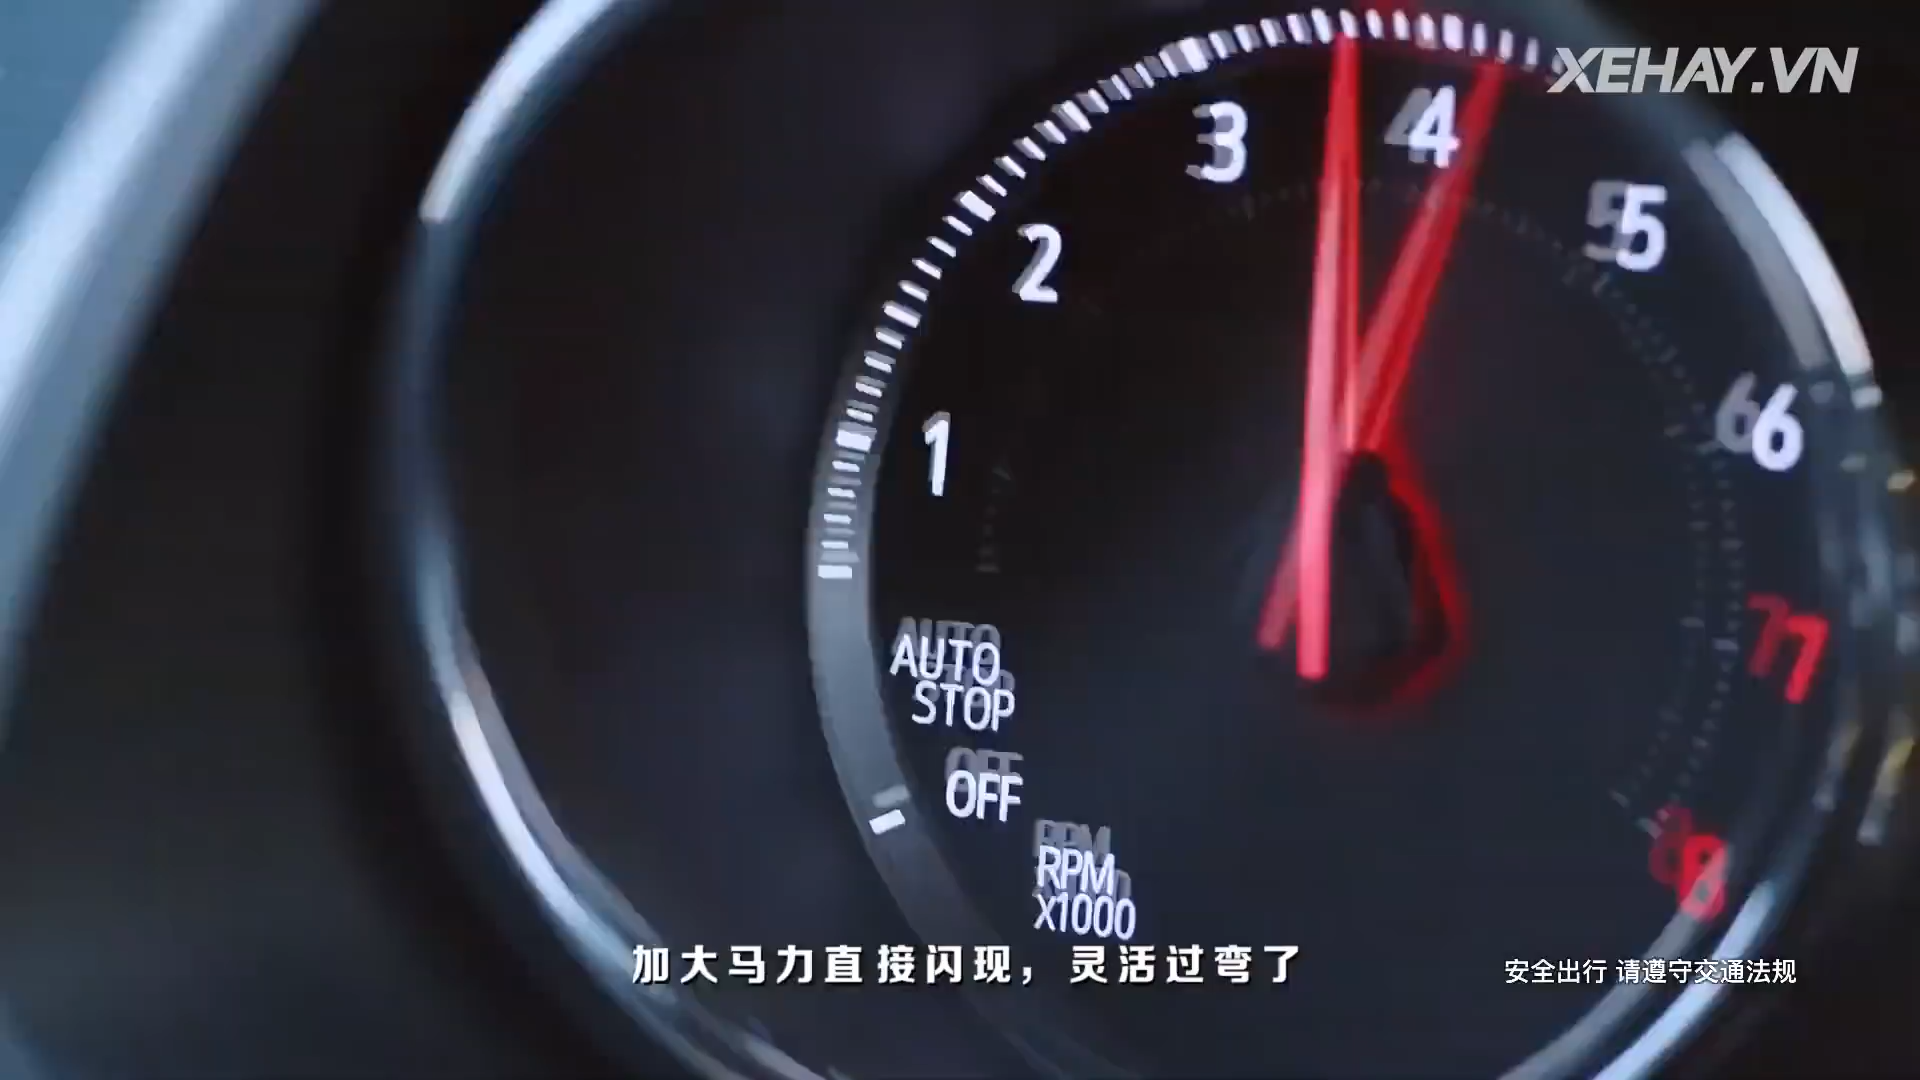 XEHAY.VN
1
2
3
4
5
6
7
8
AUTO
STOP
OFF
RPM
X1000
加大马力直接闪现，灵活过弯了
安全出行 请遵守交通法规